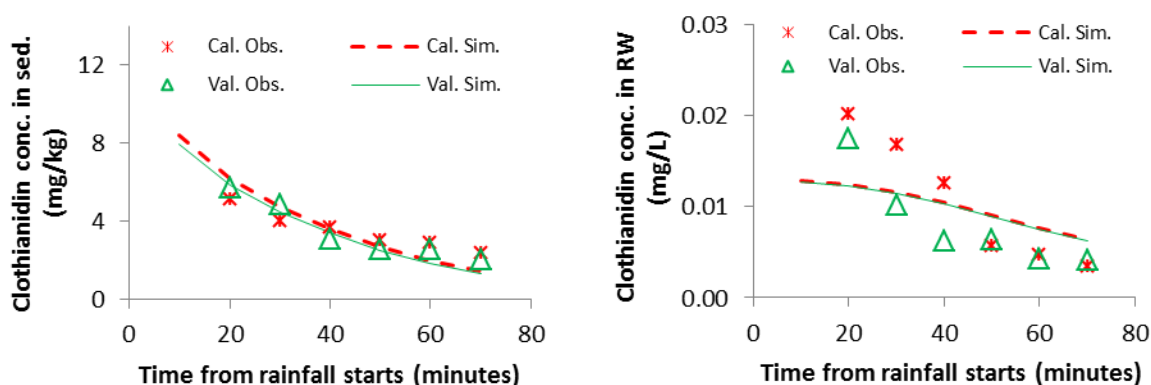 Clothianidin conc. in sed.
(mg/kg)
Cal. Obs. Cal. Sim.
Val. Obs. Val. Sim.
12
8
4
0
0 20 40 60 80
Time from rainfall starts (minutes)
Clothianidin conc. in RW
(mg/L)
Cal. Obs. Cal. Sim.
Val. Obs. Val. Sim.
0.03
0.02
0.01
0.00
0 20 40 60 80
Time from rainfall starts (minutes)